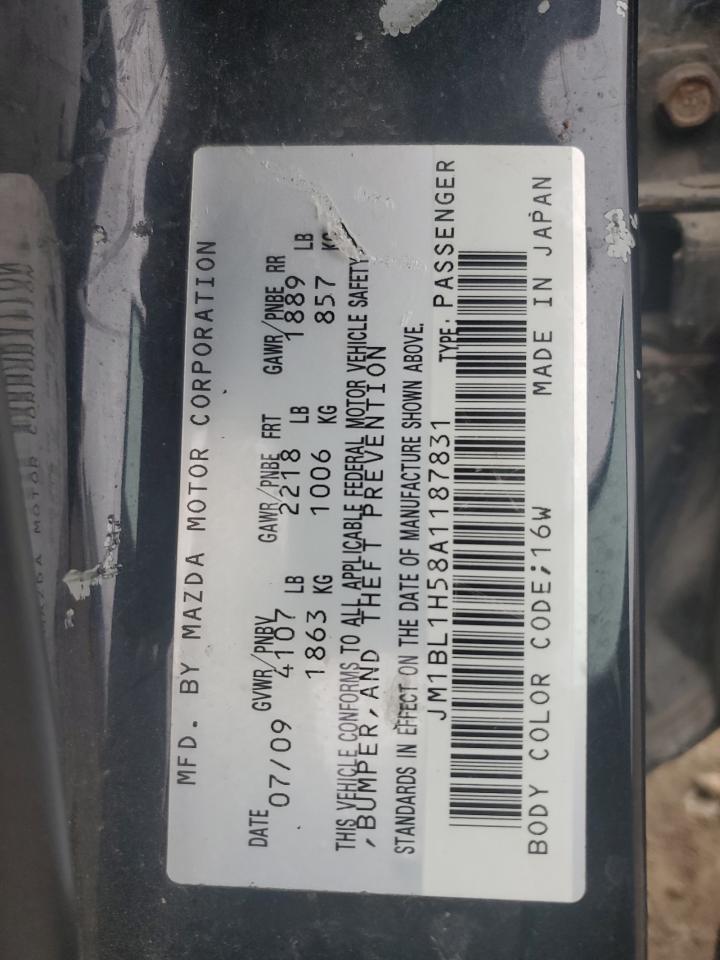 MFD. BY MAZDA MOTOR CORPORATION
DATE GVWR/PNBV GAWR/PNBE FRT GAWR/PNBE RR
07/09 4107 LB 2218 LB 1889 LB
1863 KG 1006 KG 857 KG
THIS VEHICLE CONFORMS TO ALL APPLICABLE FEDERAL MOTOR VEHICLE SAFETY
,BUMPER,AND THEFT PREVENTION
STANDARDS IN EFFECT ON THE DATE OF MANUFACTURE SHOWN ABOVE.
JM1BL1H58A1187831 TYPE: PASSENGER
BODY COLOR CODE;16W MADE IN JAPAN